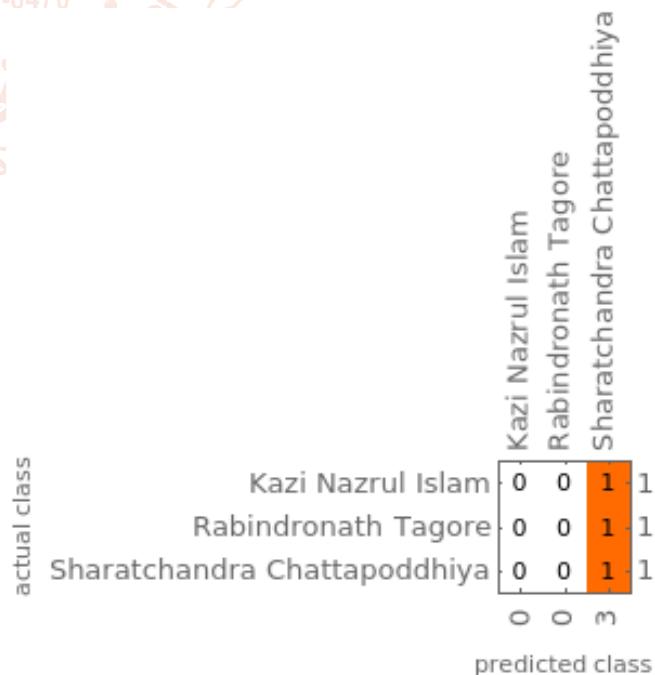 Kazi Nazrul Islam
Rabindronath Tagore
Sharatchandra Chattapoddhiya
actual class
Kazi Nazrul Islam 0 0 1 1
Rabindronath Tagore 0 0 1 1
Sharatchandra Chattapoddhiya 0 0 1 1
0 0 3
predicted class